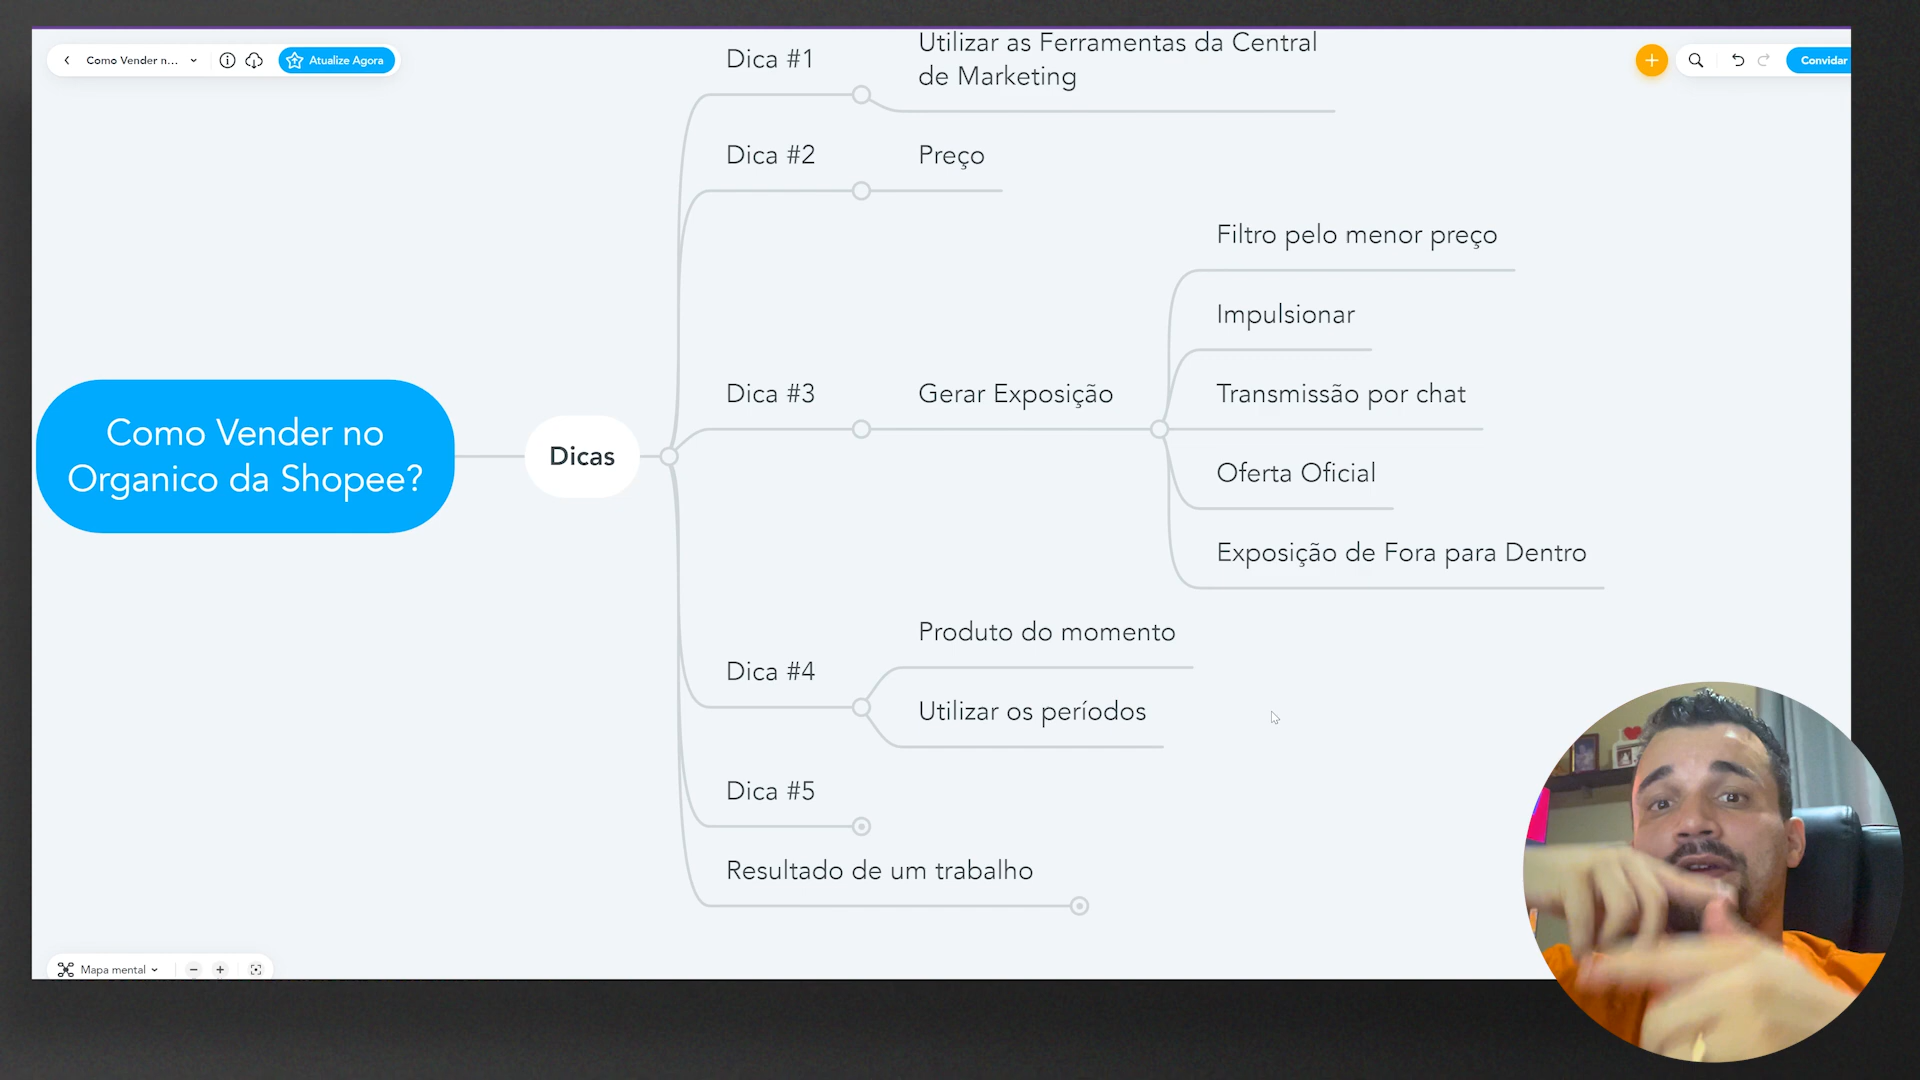 Como Vender n...
Atualize Agora
Convidar
Dica #1
Utilizar as Ferramentas da Central
de Marketing
Dica #2
Preço
Filtro pelo menor preço
Impulsionar
Dica #3
Gerar Exposição
Transmissão por chat
Como Vender no
Organico da Shopee?
Dicas
Oferta Oficial
Exposição de Fora para Dentro
Produto do momento
Dica #4
Utilizar os períodos
Dica #5
Resultado de um trabalho
Mapa mental